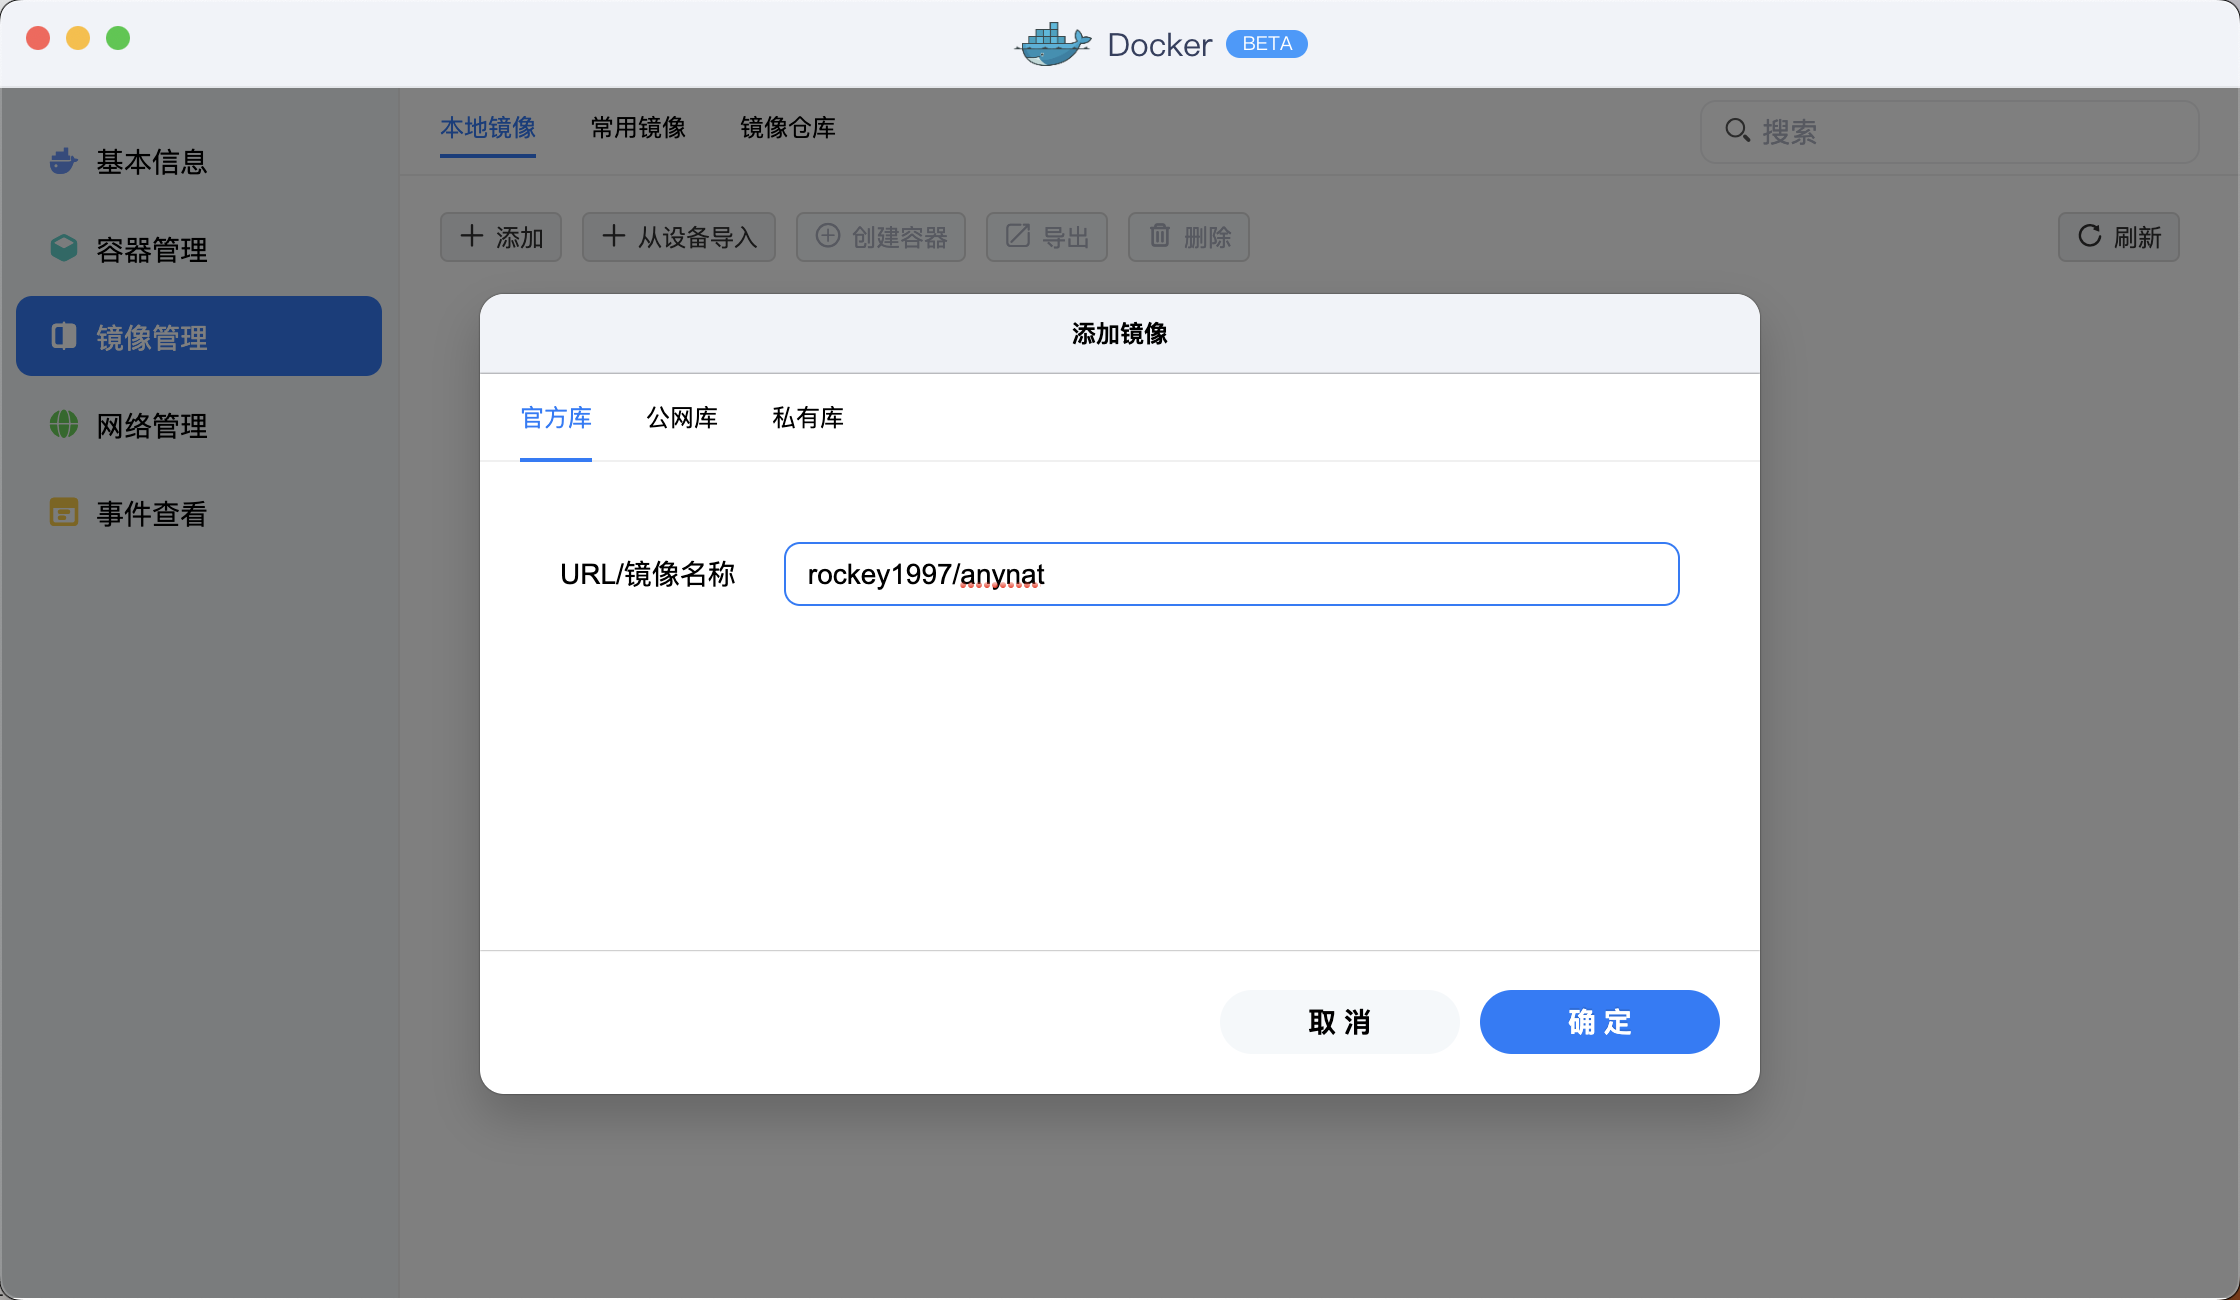 Docker BETA
基本信息
容器管理
镜像管理
网络管理
事件查看
本地镜像 常用镜像 镜像仓库 搜索
添加 从设备导入 创建容器 导出 删除 刷新
添加镜像
官方库 公网库 私有库
URL/镜像名称 rockey1997/anynat
取 消 确 定